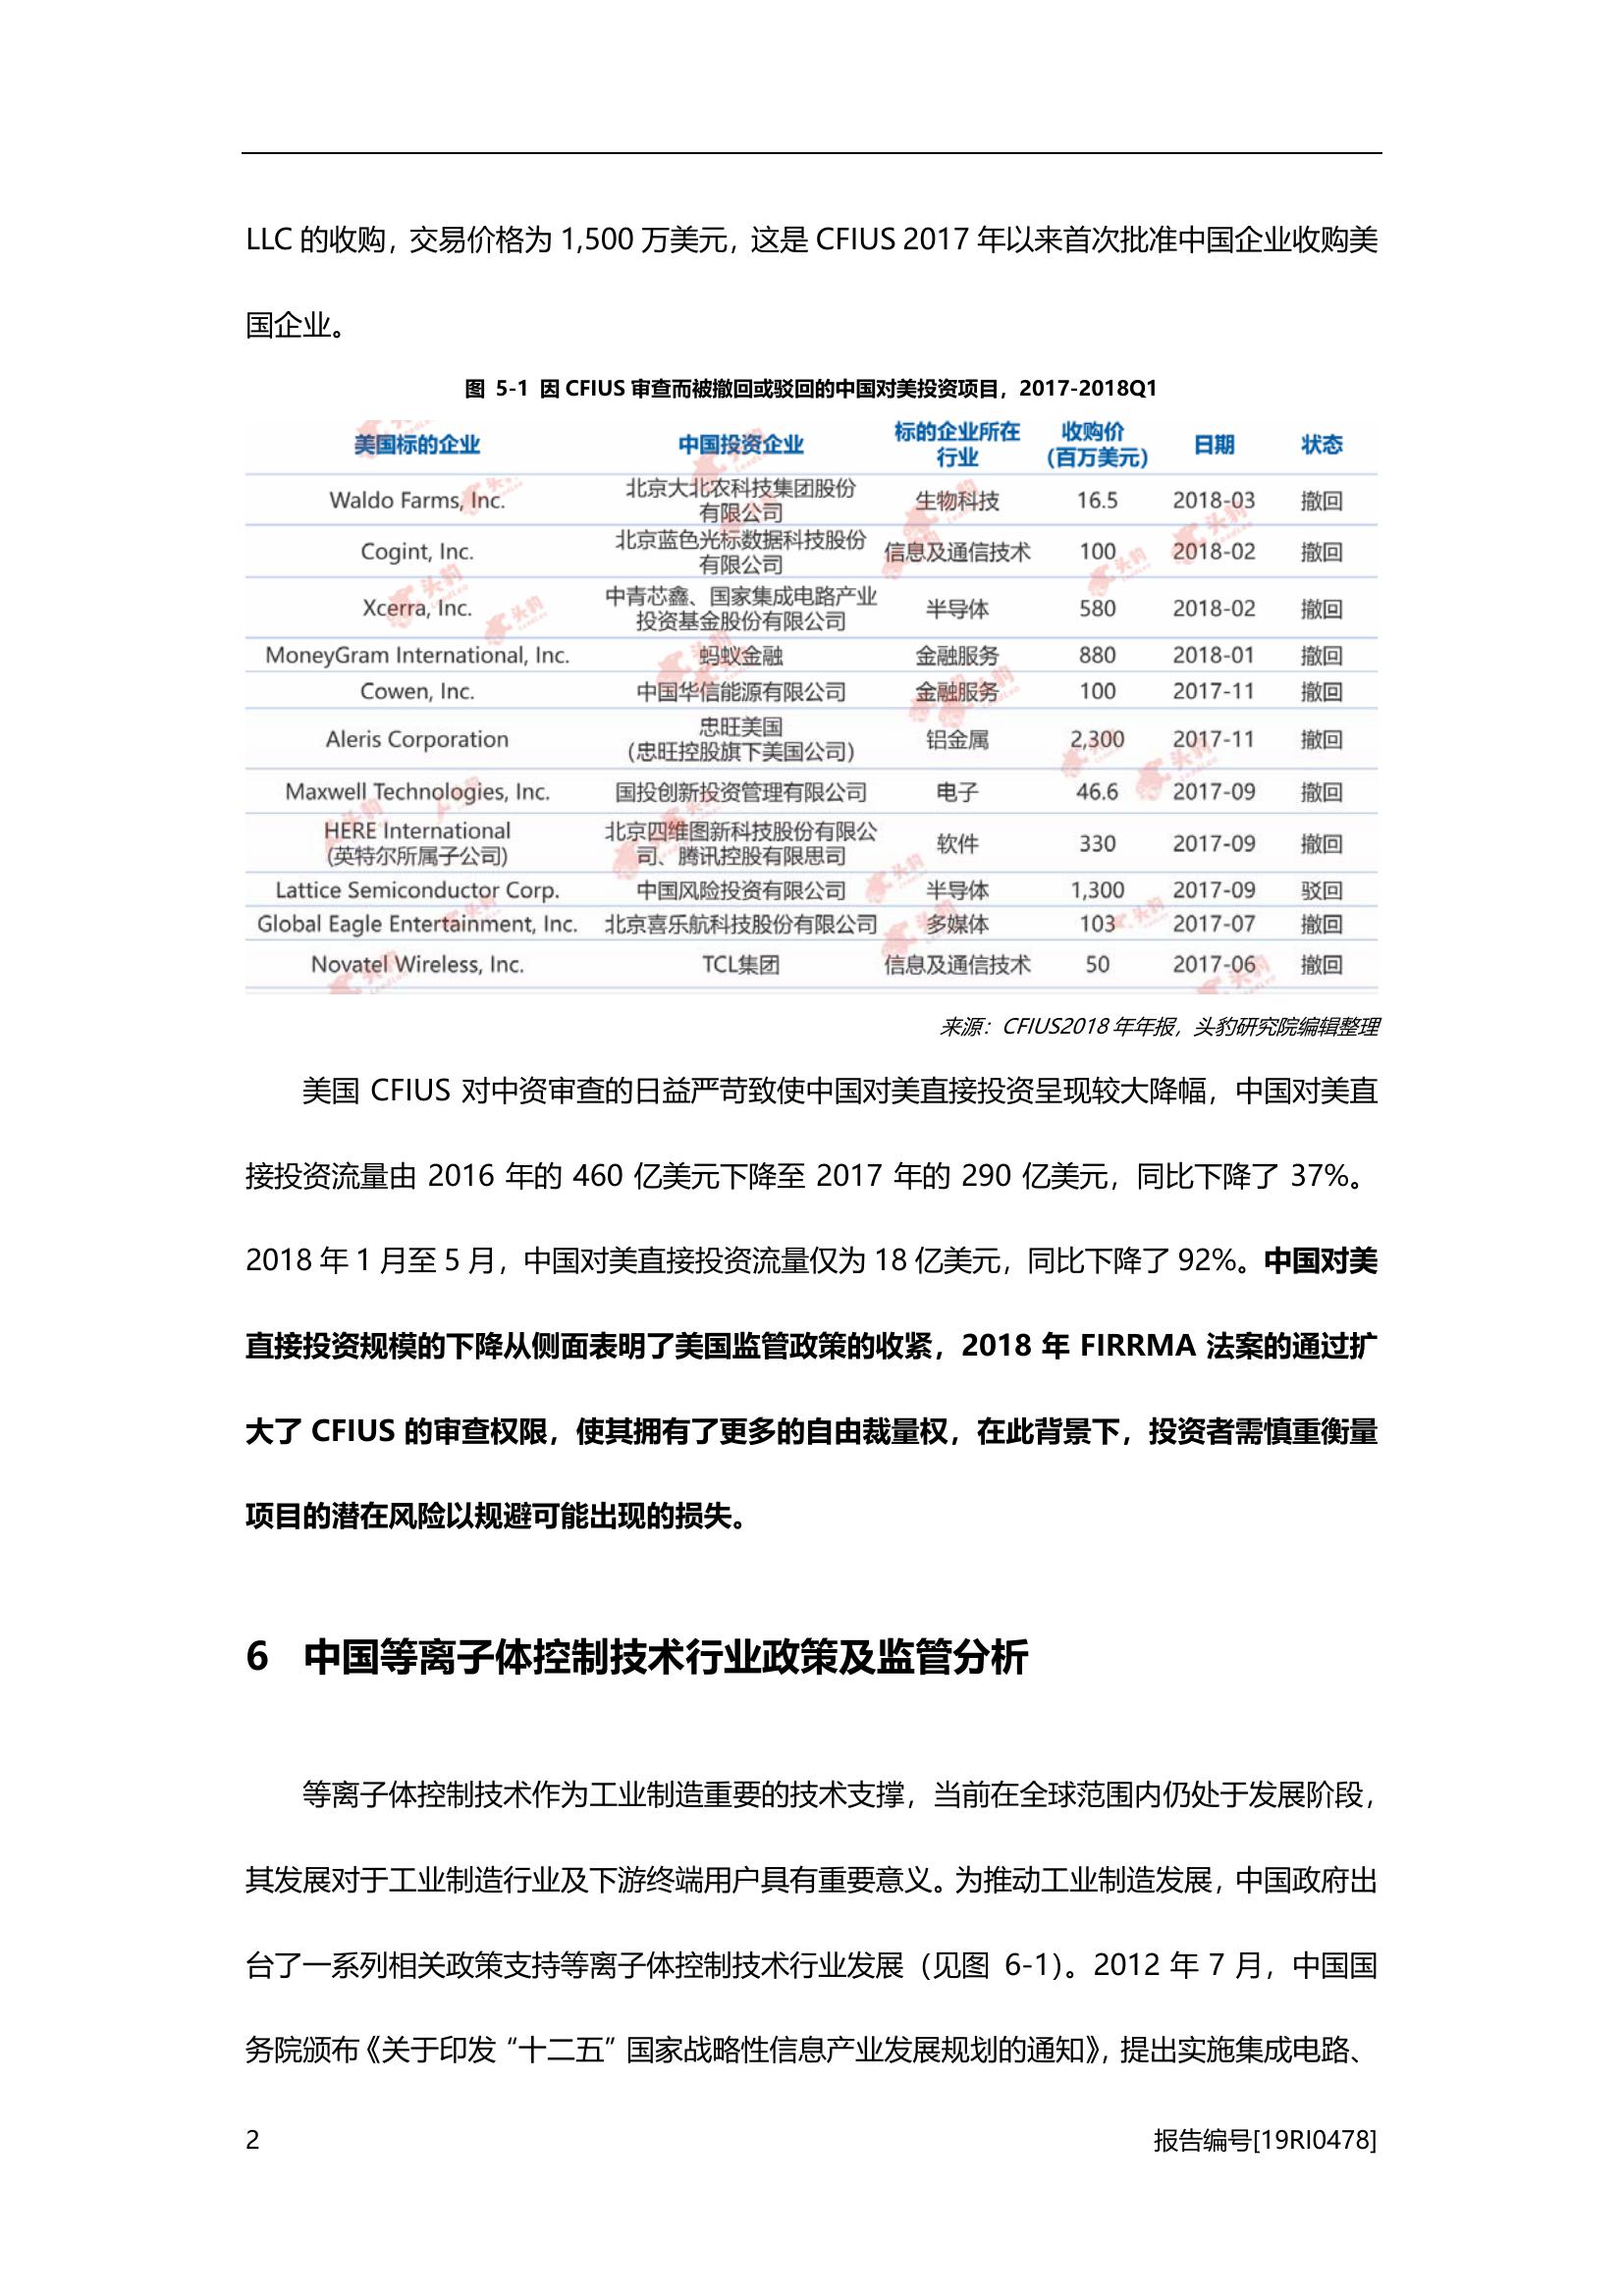 LLC 的收购，交易价格为 1,500 万美元，这是 CFIUS 2017 年以来首次批准中国企业收购美
国企业。
图 5-1 因 CFIUS 审查而被撤回或驳回的中国对美投资项目，2017-2018Q1
美国标的企业 中国投资企业 标的企业所在行业 收购价(百万美元) 日期 状态
Waldo Farms, Inc. 北京大北农科技集团股份有限公司 生物科技 16.5 2018-03 撤回
Cogint, Inc. 北京蓝色光标数据科技股份有限公司 信息及通信技术 100 2018-02 撤回
Xcerra, Inc. 中青芯鑫、国家集成电路产业投资基金股份有限公司 半导体 580 2018-02 撤回
MoneyGram International, Inc. 蚂蚁金融 金融服务 880 2018-01 撤回
Cowen, Inc. 中国华信能源有限公司 金融服务 100 2017-11 撤回
Aleris Corporation 忠旺美国(忠旺控股旗下美国公司) 铝金属 2,300 2017-11 撤回
Maxwell Technologies, Inc. 国投创新投资管理有限公司 电子 46.6 2017-09 撤回
HERE International(英特尔所属子公司) 北京四维图新科技股份有限公司、腾讯控股有限思司 软件 330 2017-09 撤回
Lattice Semiconductor Corp. 中国风险投资有限公司 半导体 1,300 2017-09 驳回
Global Eagle Entertainment, Inc. 北京喜乐航科技股份有限公司 多媒体 103 2017-07 撤回
Novatel Wireless, Inc. TCL集团 信息及通信技术 50 2017-06 撤回
来源：CFIUS2018 年年报，头豹研究院编辑整理
美国 CFIUS 对中资审查的日益严苛致使中国对美直接投资呈现较大降幅，中国对美直
接投资流量由 2016 年的 460 亿美元下降至 2017 年的 290 亿美元，同比下降了 37%。
2018 年 1 月至 5 月，中国对美直接投资流量仅为 18 亿美元，同比下降了 92%。中国对美
直接投资规模的下降从侧面表明了美国监管政策的收紧，2018 年 FIRRMA 法案的通过扩
大了 CFIUS 的审查权限，使其拥有了更多的自由裁量权，在此背景下，投资者需慎重衡量
项目的潜在风险以规避可能出现的损失。
6 中国等离子体控制技术行业政策及监管分析
等离子体控制技术作为工业制造重要的技术支撑，当前在全球范围内仍处于发展阶段，
其发展对于工业制造行业及下游终端用户具有重要意义。为推动工业制造发展，中国政府出
台了一系列相关政策支持等离子体控制技术行业发展（见图 6-1）。2012 年 7 月，中国国
务院颁布《关于印发“十二五”国家战略性信息产业发展规划的通知》，提出实施集成电路、
2 报告编号[19RI0478]